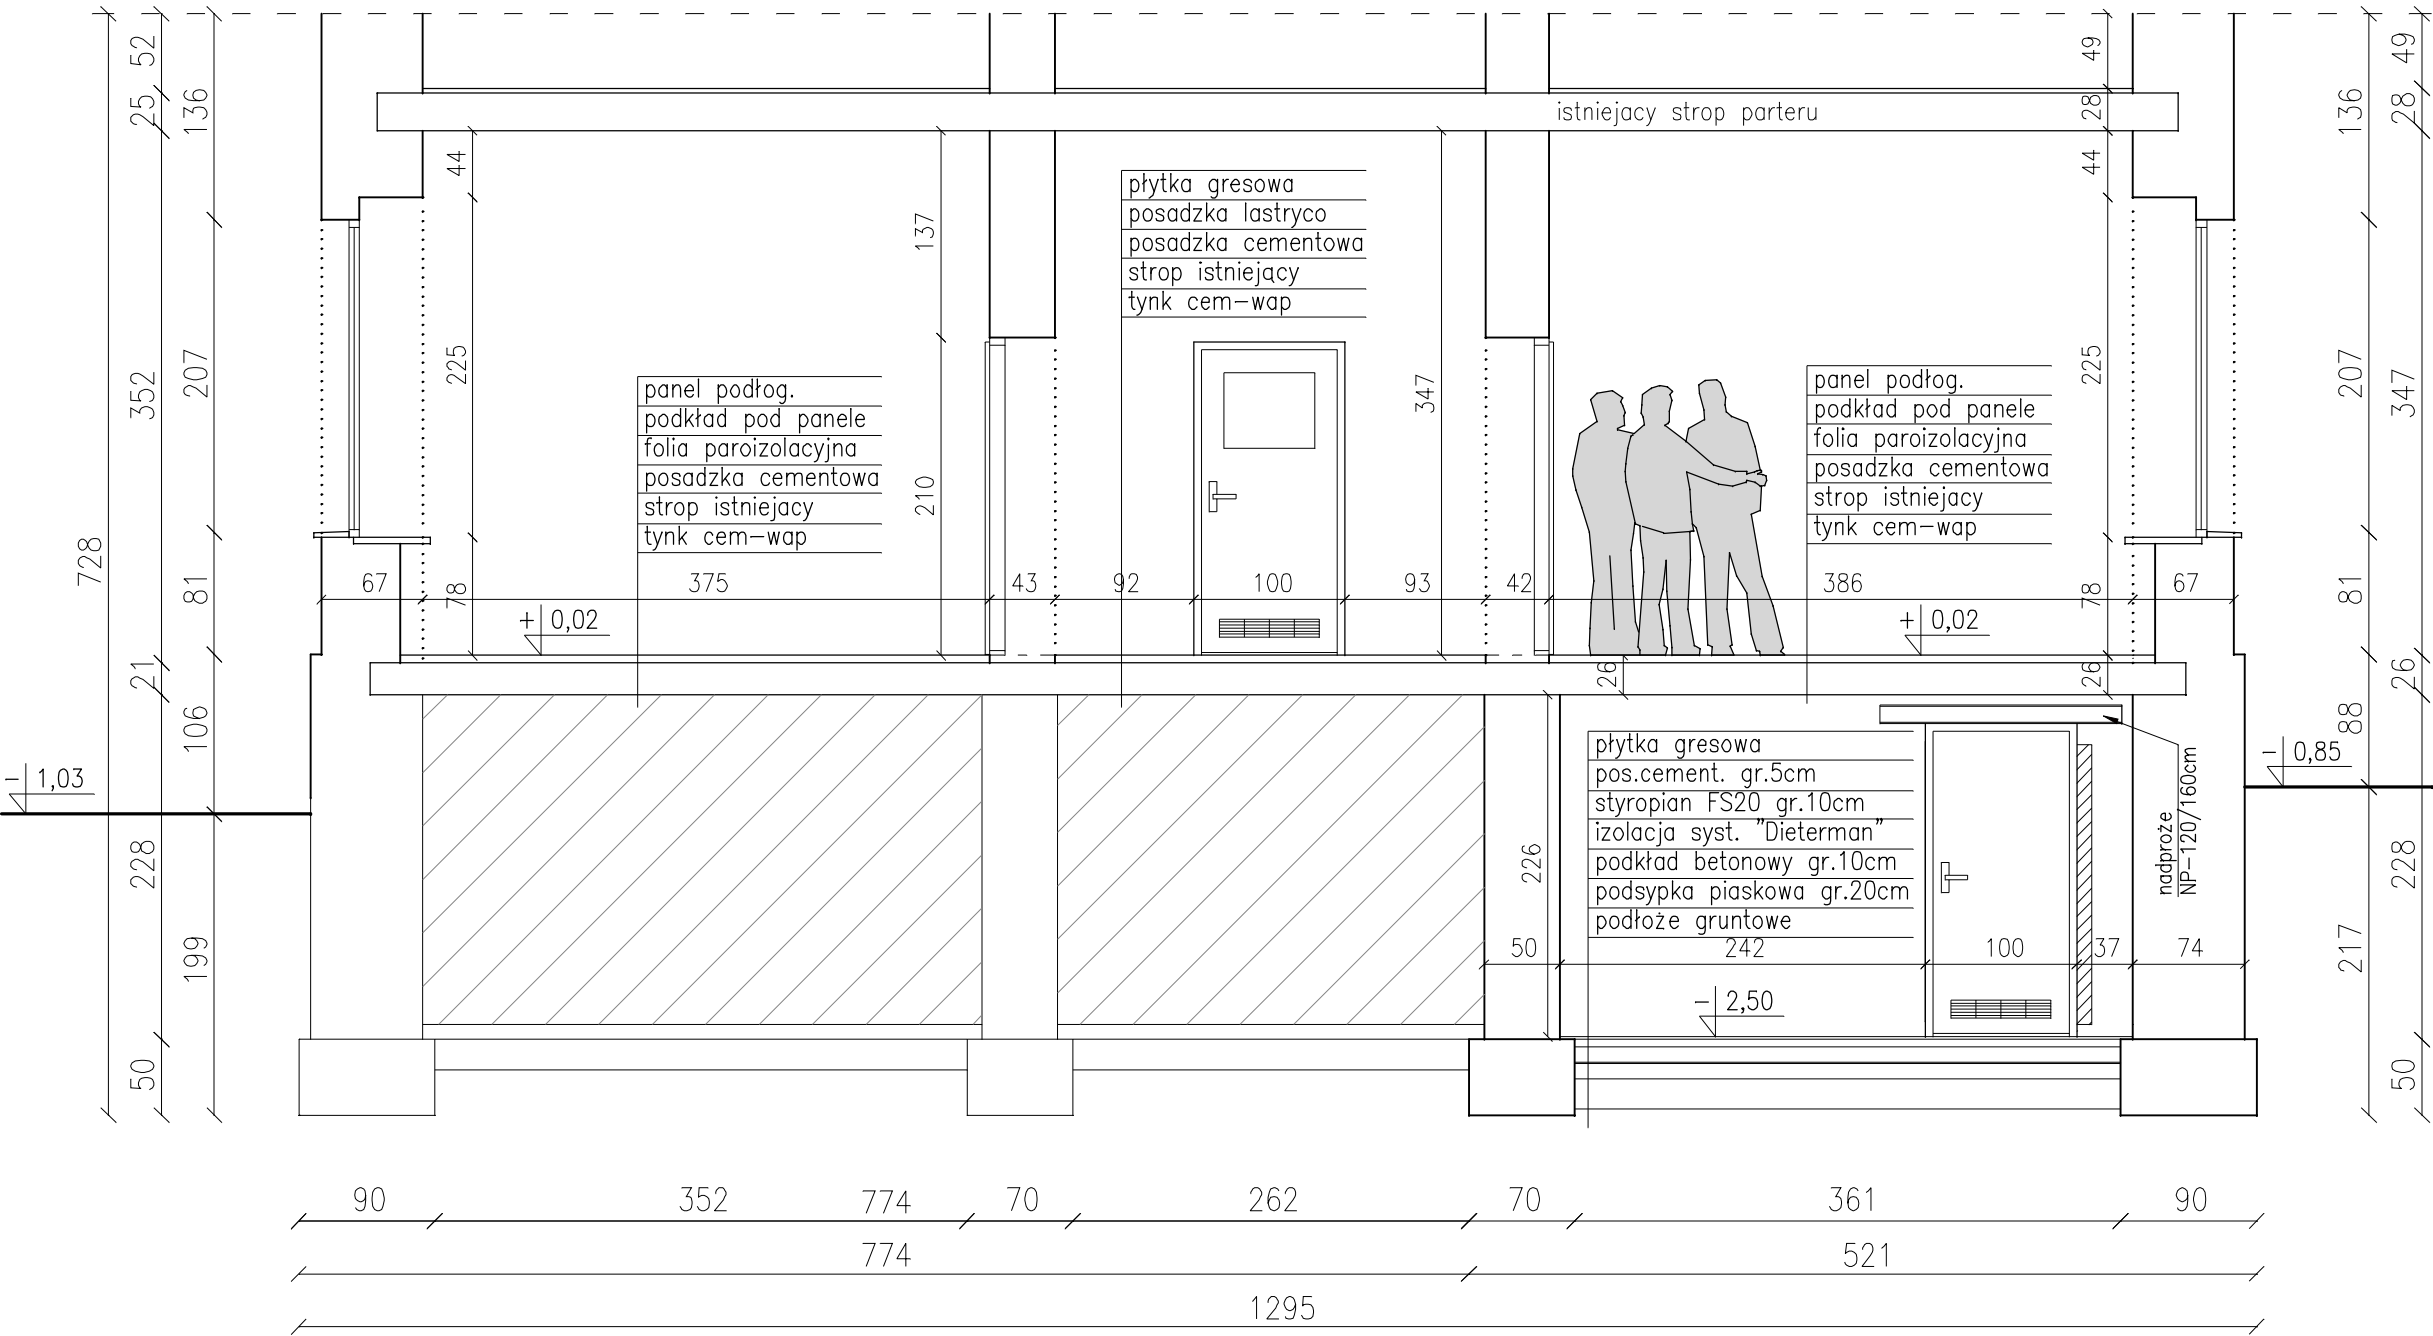 728
52
25
352
21
228
50
136
207
81
106
199
- 1,03
istniejacy strop parteru
44
225
78
137
210
347
płytka gresowa
posadzka lastryco
posadzka cementowa
strop istniejący
tynk cem-wap
panel podłog.
podkład pod panele
folia paroizolacyjna
posadzka cementowa
strop istniejacy
tynk cem-wap
panel podłog.
podkład pod panele
folia paroizolacyjna
posadzka cementowa
strop istniejacy
tynk cem-wap
67 375 43 92 100 93 42 386 67
+ 0,02
+ 0,02
49
28
44
225
78
26
26
136
207
81
88
217
49
28
347
26
228
50
- 0,85
płytka gresowa
pos.cement. gr.5cm
styropian FS20 gr.10cm
izolacja syst. "Dieterman"
podkład betonowy gr.10cm
podsypka piaskowa gr.20cm
podłoże gruntowe
nadproże
NP-120/160cm
226
50 242 100 37 74
- 2,50
90 352 774 70 262 70 361 90
774 521
1295